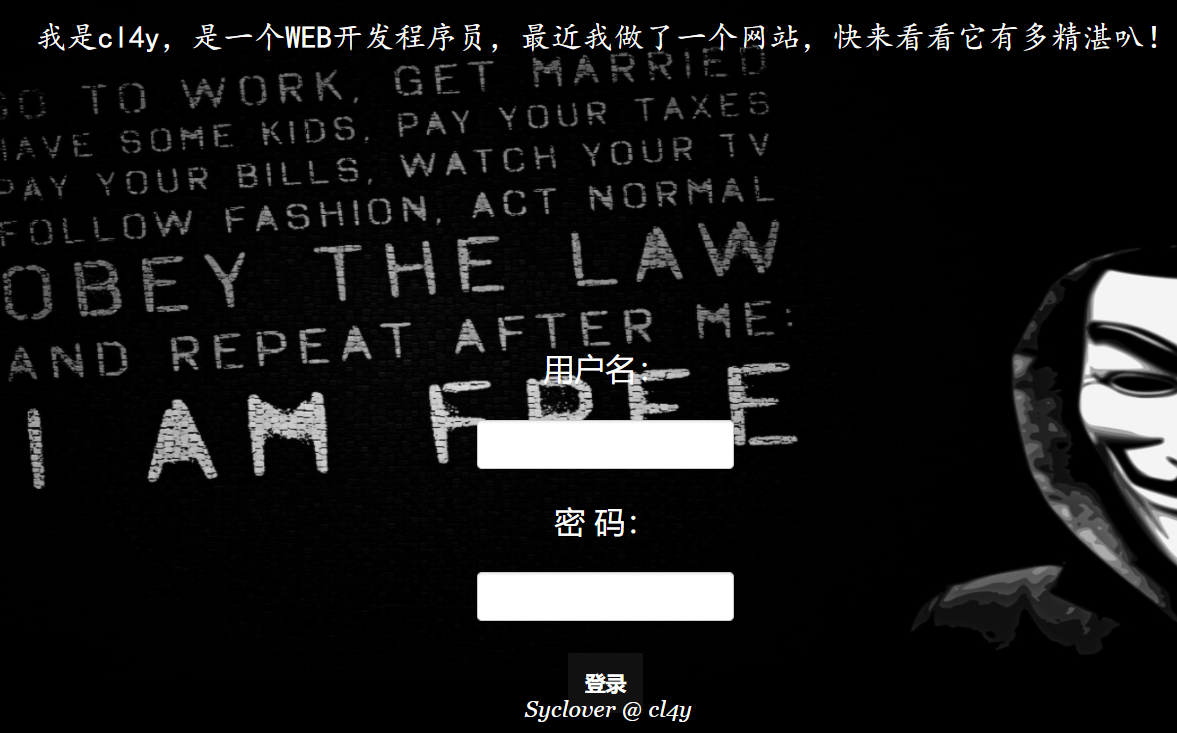 我是cl4y，是一个WEB开发程序员，最近我做了一个网站，快来看看它有多精湛叭！
GO TO WORK, GET MARRIED
HAVE SOME KIDS, PAY YOUR TAXES
PAY YOUR BILLS, WATCH YOUR TV
FOLLOW FASHION, ACT NORMAL
OBEY THE LAW
AND REPEAT AFTER ME:
I AM FREE
用户名：
密 码：
登录
Syclover @ cl4y